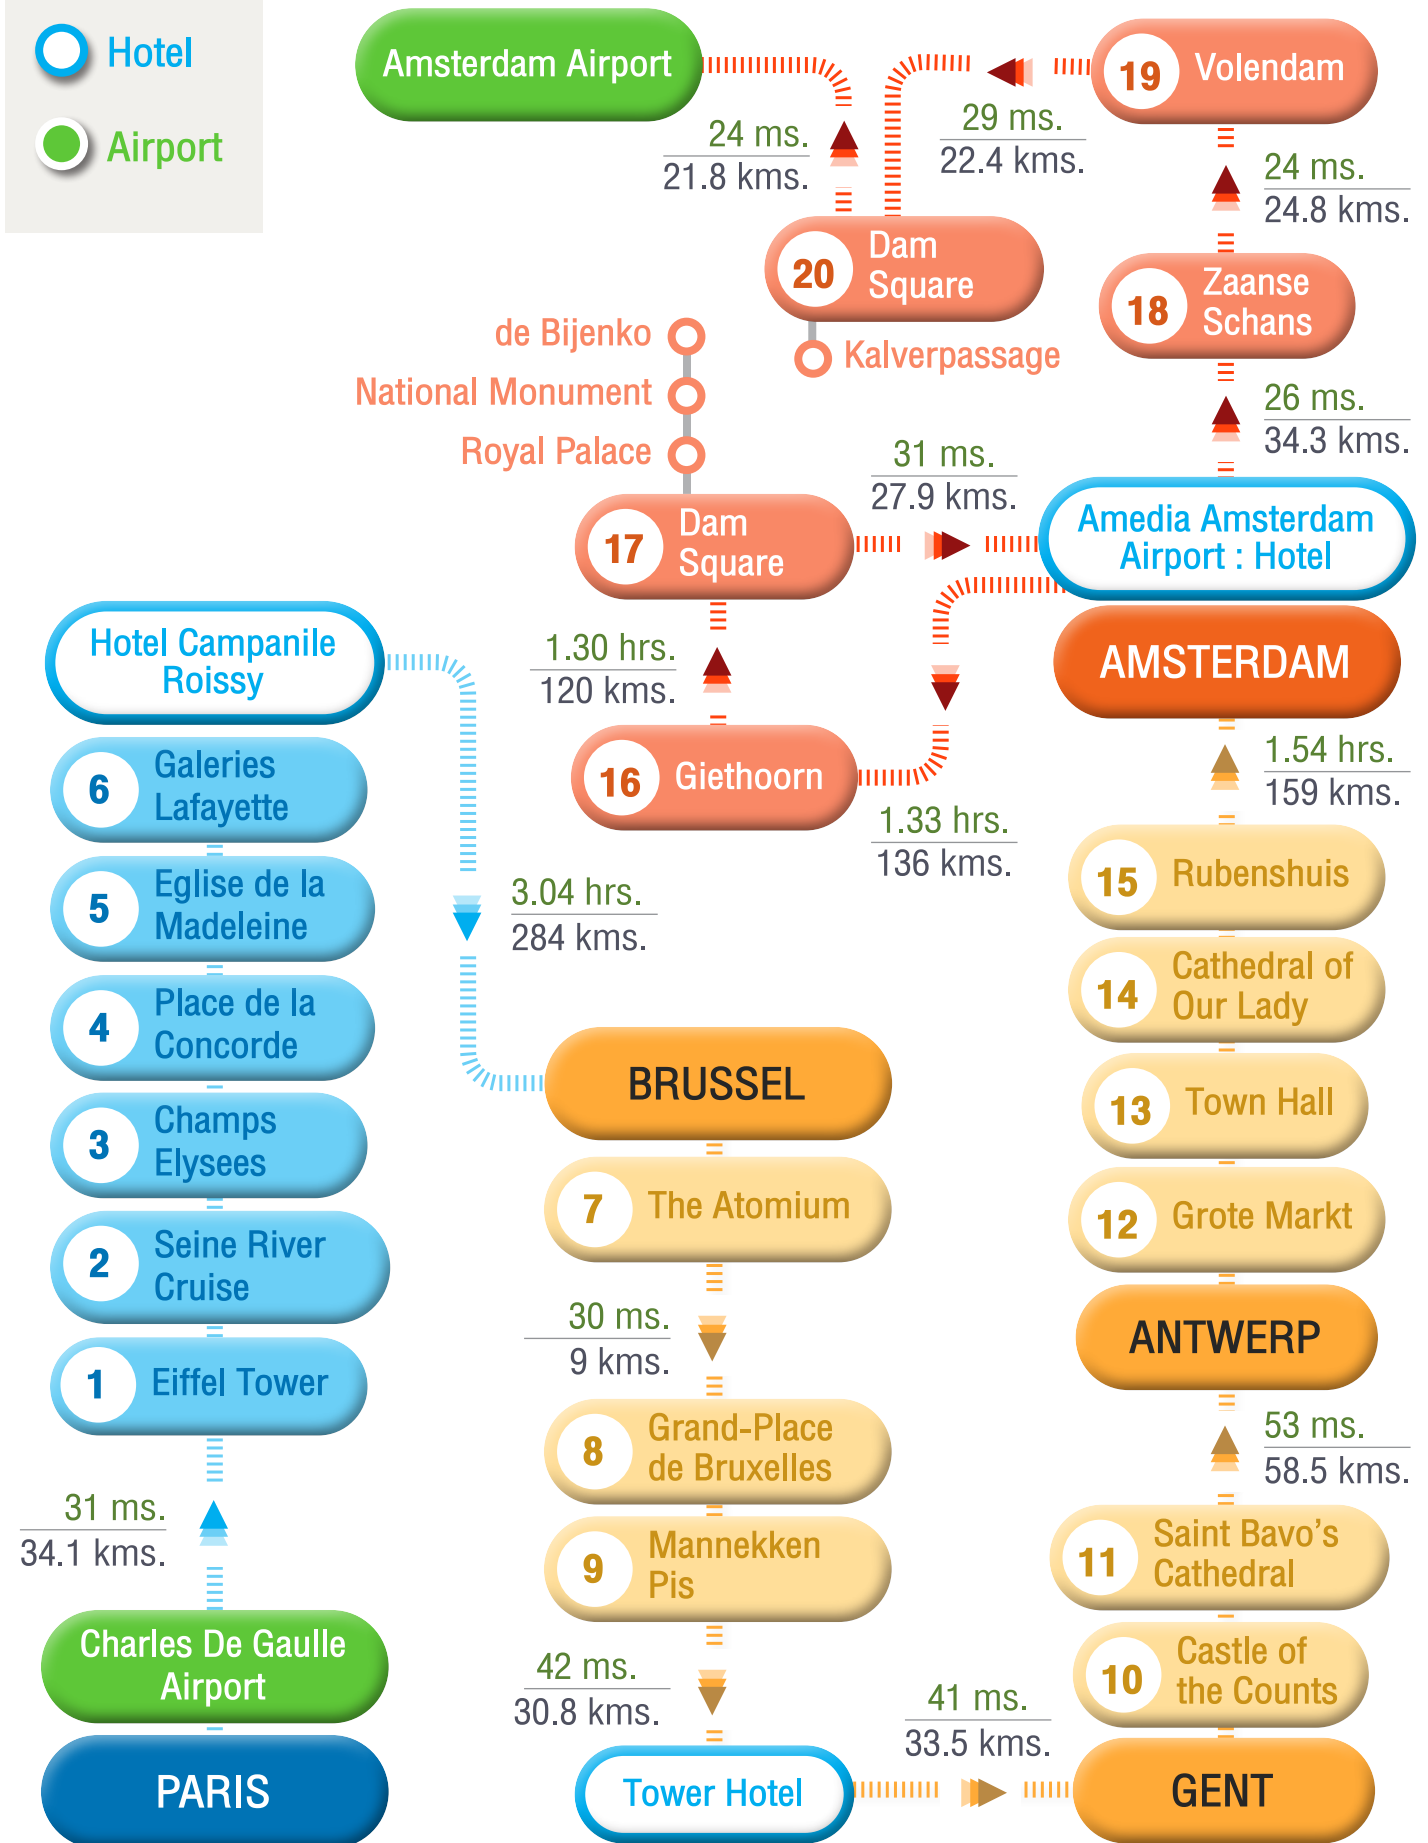 Hotel
Airport
PARIS
Charles De Gaulle
Airport
31 ms.
34.1 kms.
1
Eiffel Tower
2
Seine River
Cruise
3
Champs
Elysees
4
Place de la
Concorde
5
Eglise de la
Madeleine
6
Galeries
Lafayette
Hotel Campanile
Roissy
3.04 hrs.
284 kms.
BRUSSEL
7
The Atomium
30 ms.
9 kms.
8
Grand-Place
de Bruxelles
9
Mannekken
Pis
42 ms.
30.8 kms.
Tower Hotel
41 ms.
33.5 kms.
GENT
10
Castle of
the Counts
11
Saint Bavo's
Cathedral
53 ms.
58.5 kms.
ANTWERP
12
Grote Markt
13
Town Hall
14
Cathedral of
Our Lady
15
Rubenshuis
1.54 hrs.
159 kms.
AMSTERDAM
Amedia Amsterdam
Airport : Hotel
1.33 hrs.
136 kms.
16
Giethoorn
1.30 hrs.
120 kms.
17
Dam
Square
Royal Palace
National Monument
de Bijenko
31 ms.
27.9 kms.
26 ms.
34.3 kms.
18
Zaanse
Schans
24 ms.
24.8 kms.
19
Volendam
29 ms.
22.4 kms.
20
Dam
Square
Kalverpassage
24 ms.
21.8 kms.
Amsterdam Airport